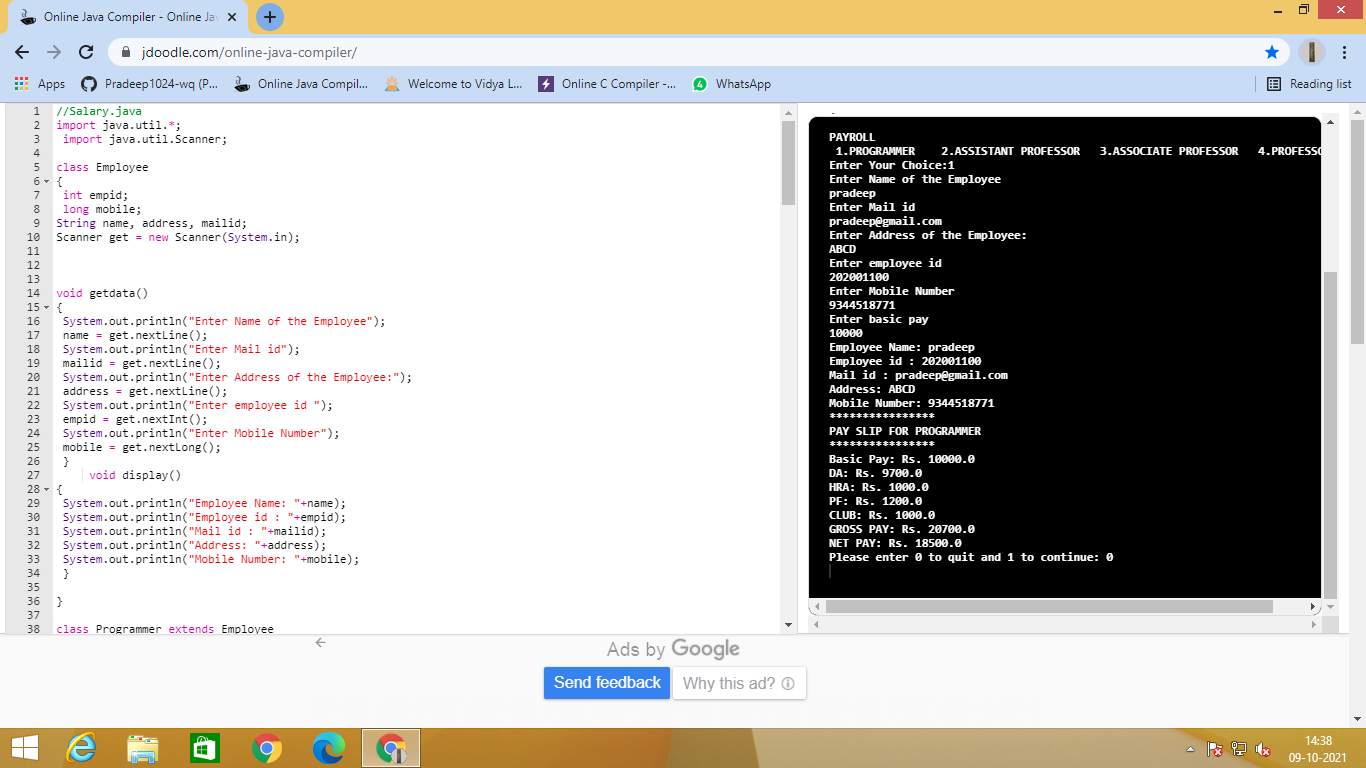 Online Java Compiler - Online Jav
jdoodle.com/online-java-compiler/
Apps
Pradeep1024-wq (P...
Online Java Compil...
Welcome to Vidya L...
Online C Compiler -...
4
WhatsApp
Reading list
1 //Salary.java
2 import java.util.*;
3 import java.util.Scanner;
4
5 class Employee
6 {
7 int empid;
8 long mobile;
9 String name, address, mailid;
10 Scanner get = new Scanner(System.in);
11
12
13
14 void getdata()
15 {
16 System.out.println("Enter Name of the Employee");
17 name = get.nextLine();
18 System.out.println("Enter Mail id");
19 mailid = get.nextLine();
20 System.out.println("Enter Address of the Employee:");
21 address = get.nextLine();
22 System.out.println("Enter employee id ");
23 empid = get.nextInt();
24 System.out.println("Enter Mobile Number");
25 mobile = get.nextLong();
26 }
27 void display()
28 {
29 System.out.println("Employee Name: "+name);
30 System.out.println("Employee id : "+empid);
31 System.out.println("Mail id : "+mailid);
32 System.out.println("Address: "+address);
33 System.out.println("Mobile Number: "+mobile);
34 }
35
36 }
37
38 class Programmer extends Employee
PAYROLL
1.PROGRAMMER 2.ASSISTANT PROFESSOR 3.ASSOCIATE PROFESSOR 4.PROFESSO
Enter Your Choice:1
Enter Name of the Employee
pradeep
Enter Mail id
pradeep@gmail.com
Enter Address of the Employee:
ABCD
Enter employee id
202001100
Enter Mobile Number
9344518771
Enter basic pay
10000
Employee Name: pradeep
Employee id : 202001100
Mail id : pradeep@gmail.com
Address: ABCD
Mobile Number: 9344518771
****************
PAY SLIP FOR PROGRAMMER
****************
Basic Pay: Rs. 10000.0
DA: Rs. 9700.0
HRA: Rs. 1000.0
PF: Rs. 1200.0
CLUB: Rs. 1000.0
GROSS PAY: Rs. 20700.0
NET PAY: Rs. 18500.0
Please enter 0 to quit and 1 to continue: 0
Ads by Google
Send feedback
Why this ad?
14:38
09-10-2021